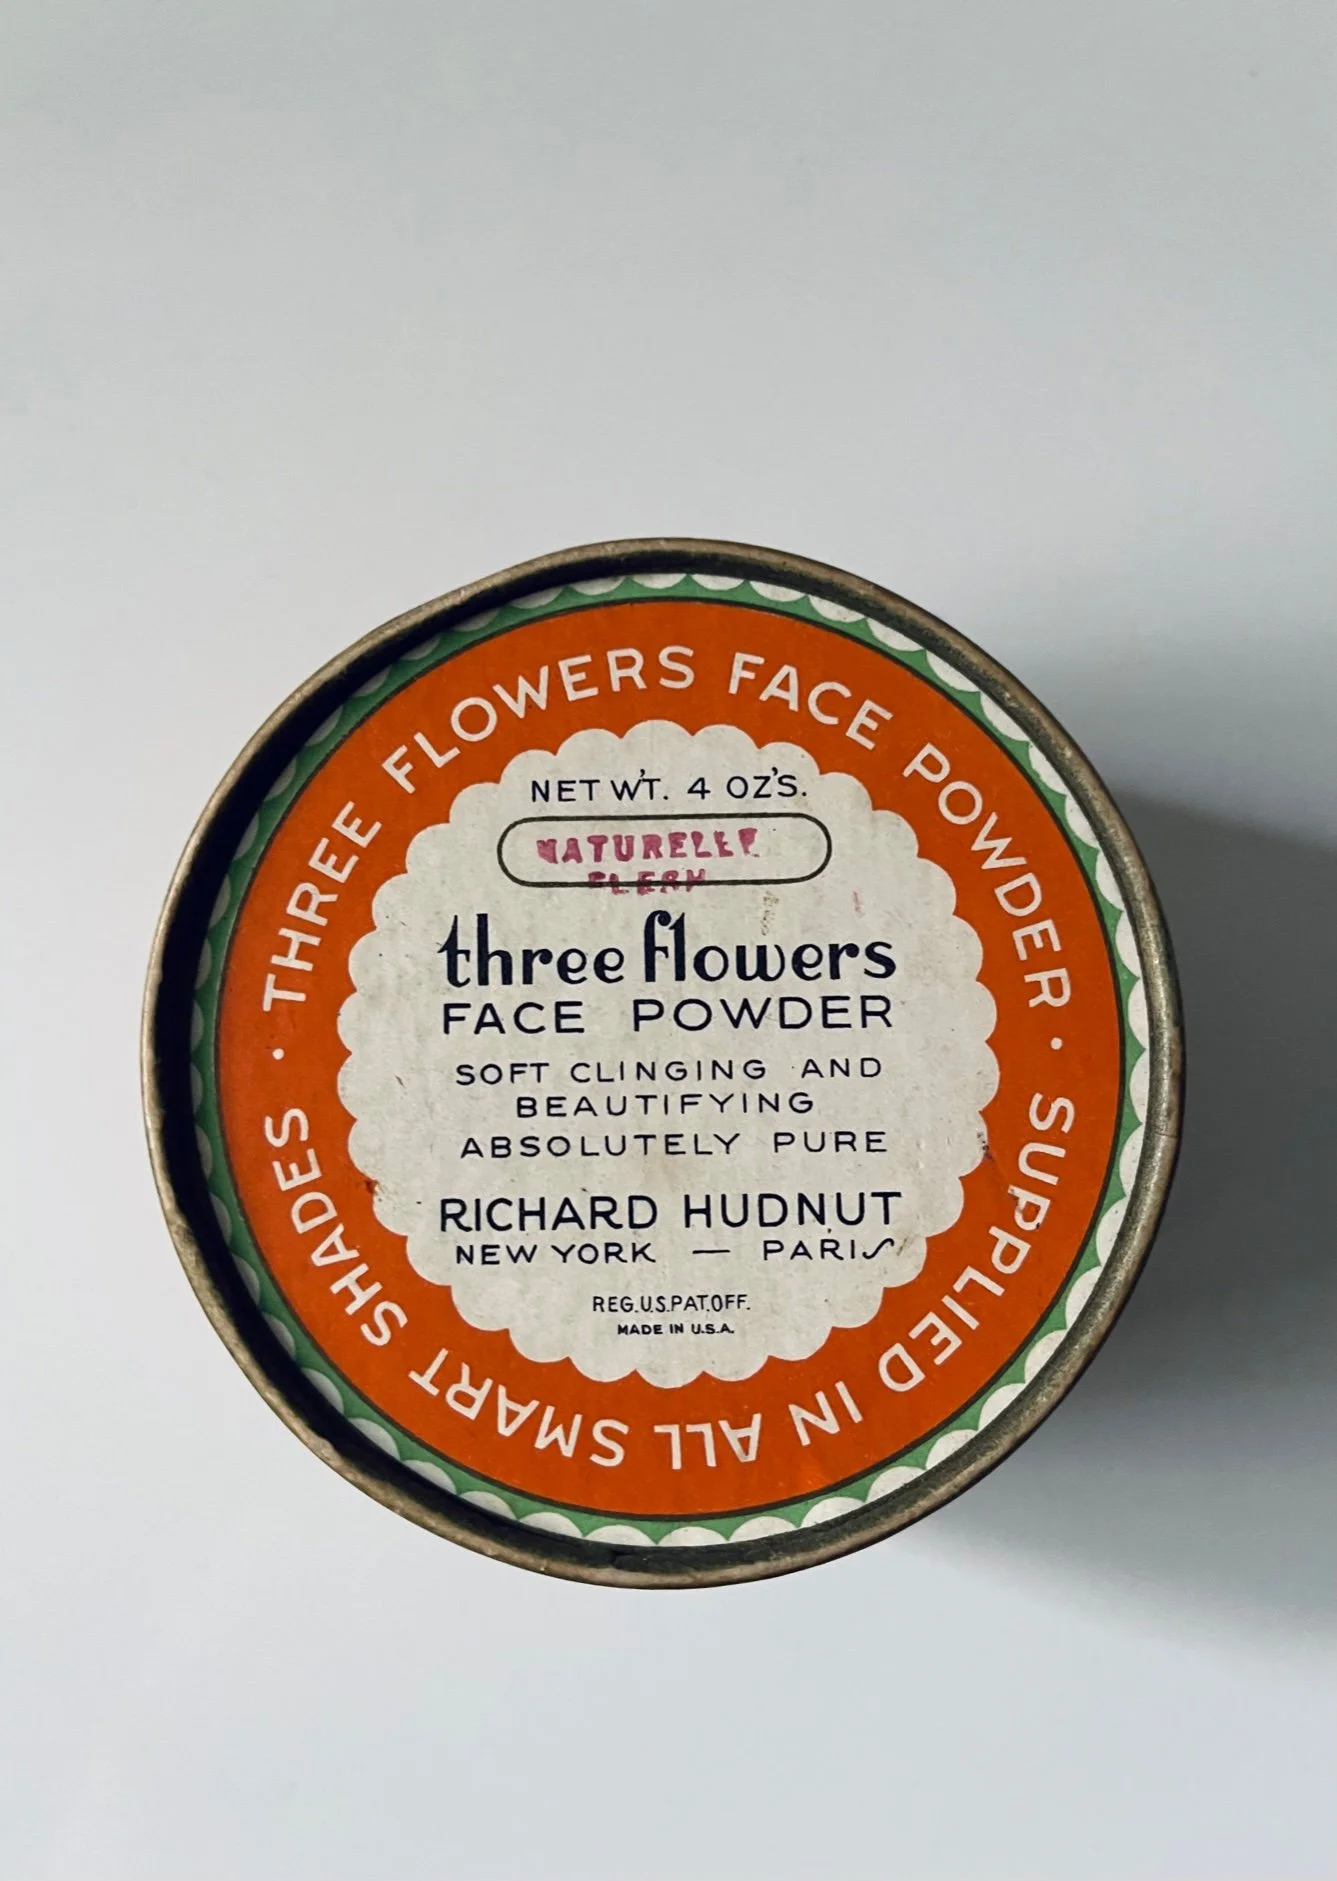 THREE FLOWERS FACE POWDER · SUPPLIED IN ALL SMART SHADES ·
NET W'T. 4 OZ'S.
NATURELLE
FLESH
three flowers
FACE POWDER
SOFT CLINGING AND
BEAUTIFYING
ABSOLUTELY PURE
RICHARD HUDNUT
NEW YORK — PARIS
REG.U.S.PAT.OFF.
MADE IN U.S.A.